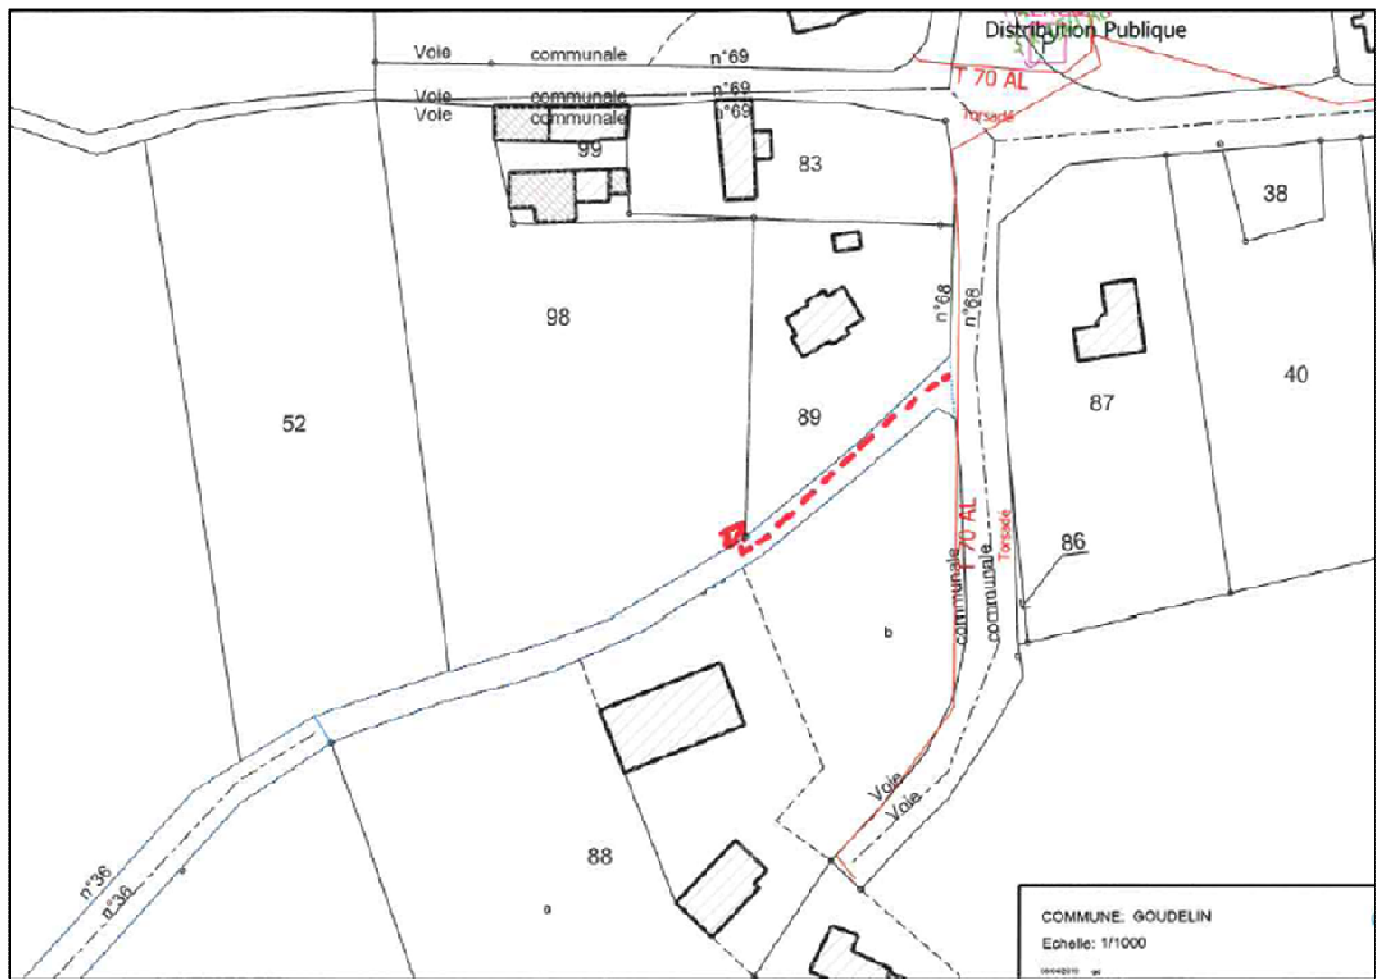 Distribution Publique
P
Voie communale n°69
T 70 AL
Voie communale n°69
Voie communale n°69
Torsadé
99
83
38
98
n°68
n°68
52
89
87
40
T 70 AL
Torsadé
86
communale
communale
b
Voie
Voie
88
n°36
n°36
COMMUNE: GOUDELIN
Echelle: 1/1000